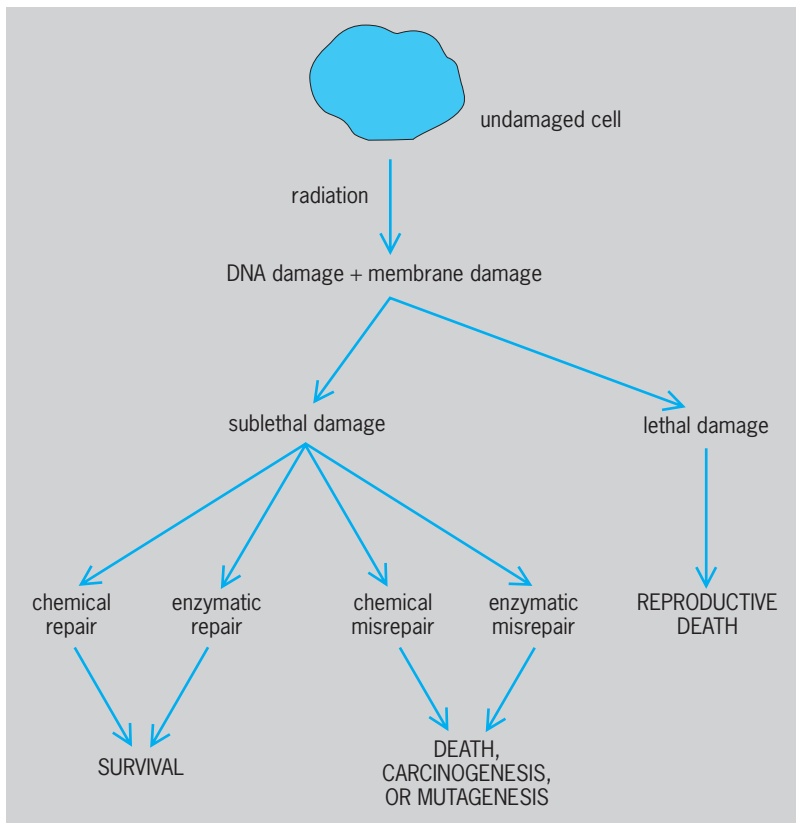 undamaged cell
radiation
DNA damage + membrane damage
sublethal damage
lethal damage
chemical
repair
enzymatic
repair
chemical
misrepair
enzymatic
misrepair
REPRODUCTIVE
DEATH
SURVIVAL
DEATH,
CARCINOGENESIS,
OR MUTAGENESIS